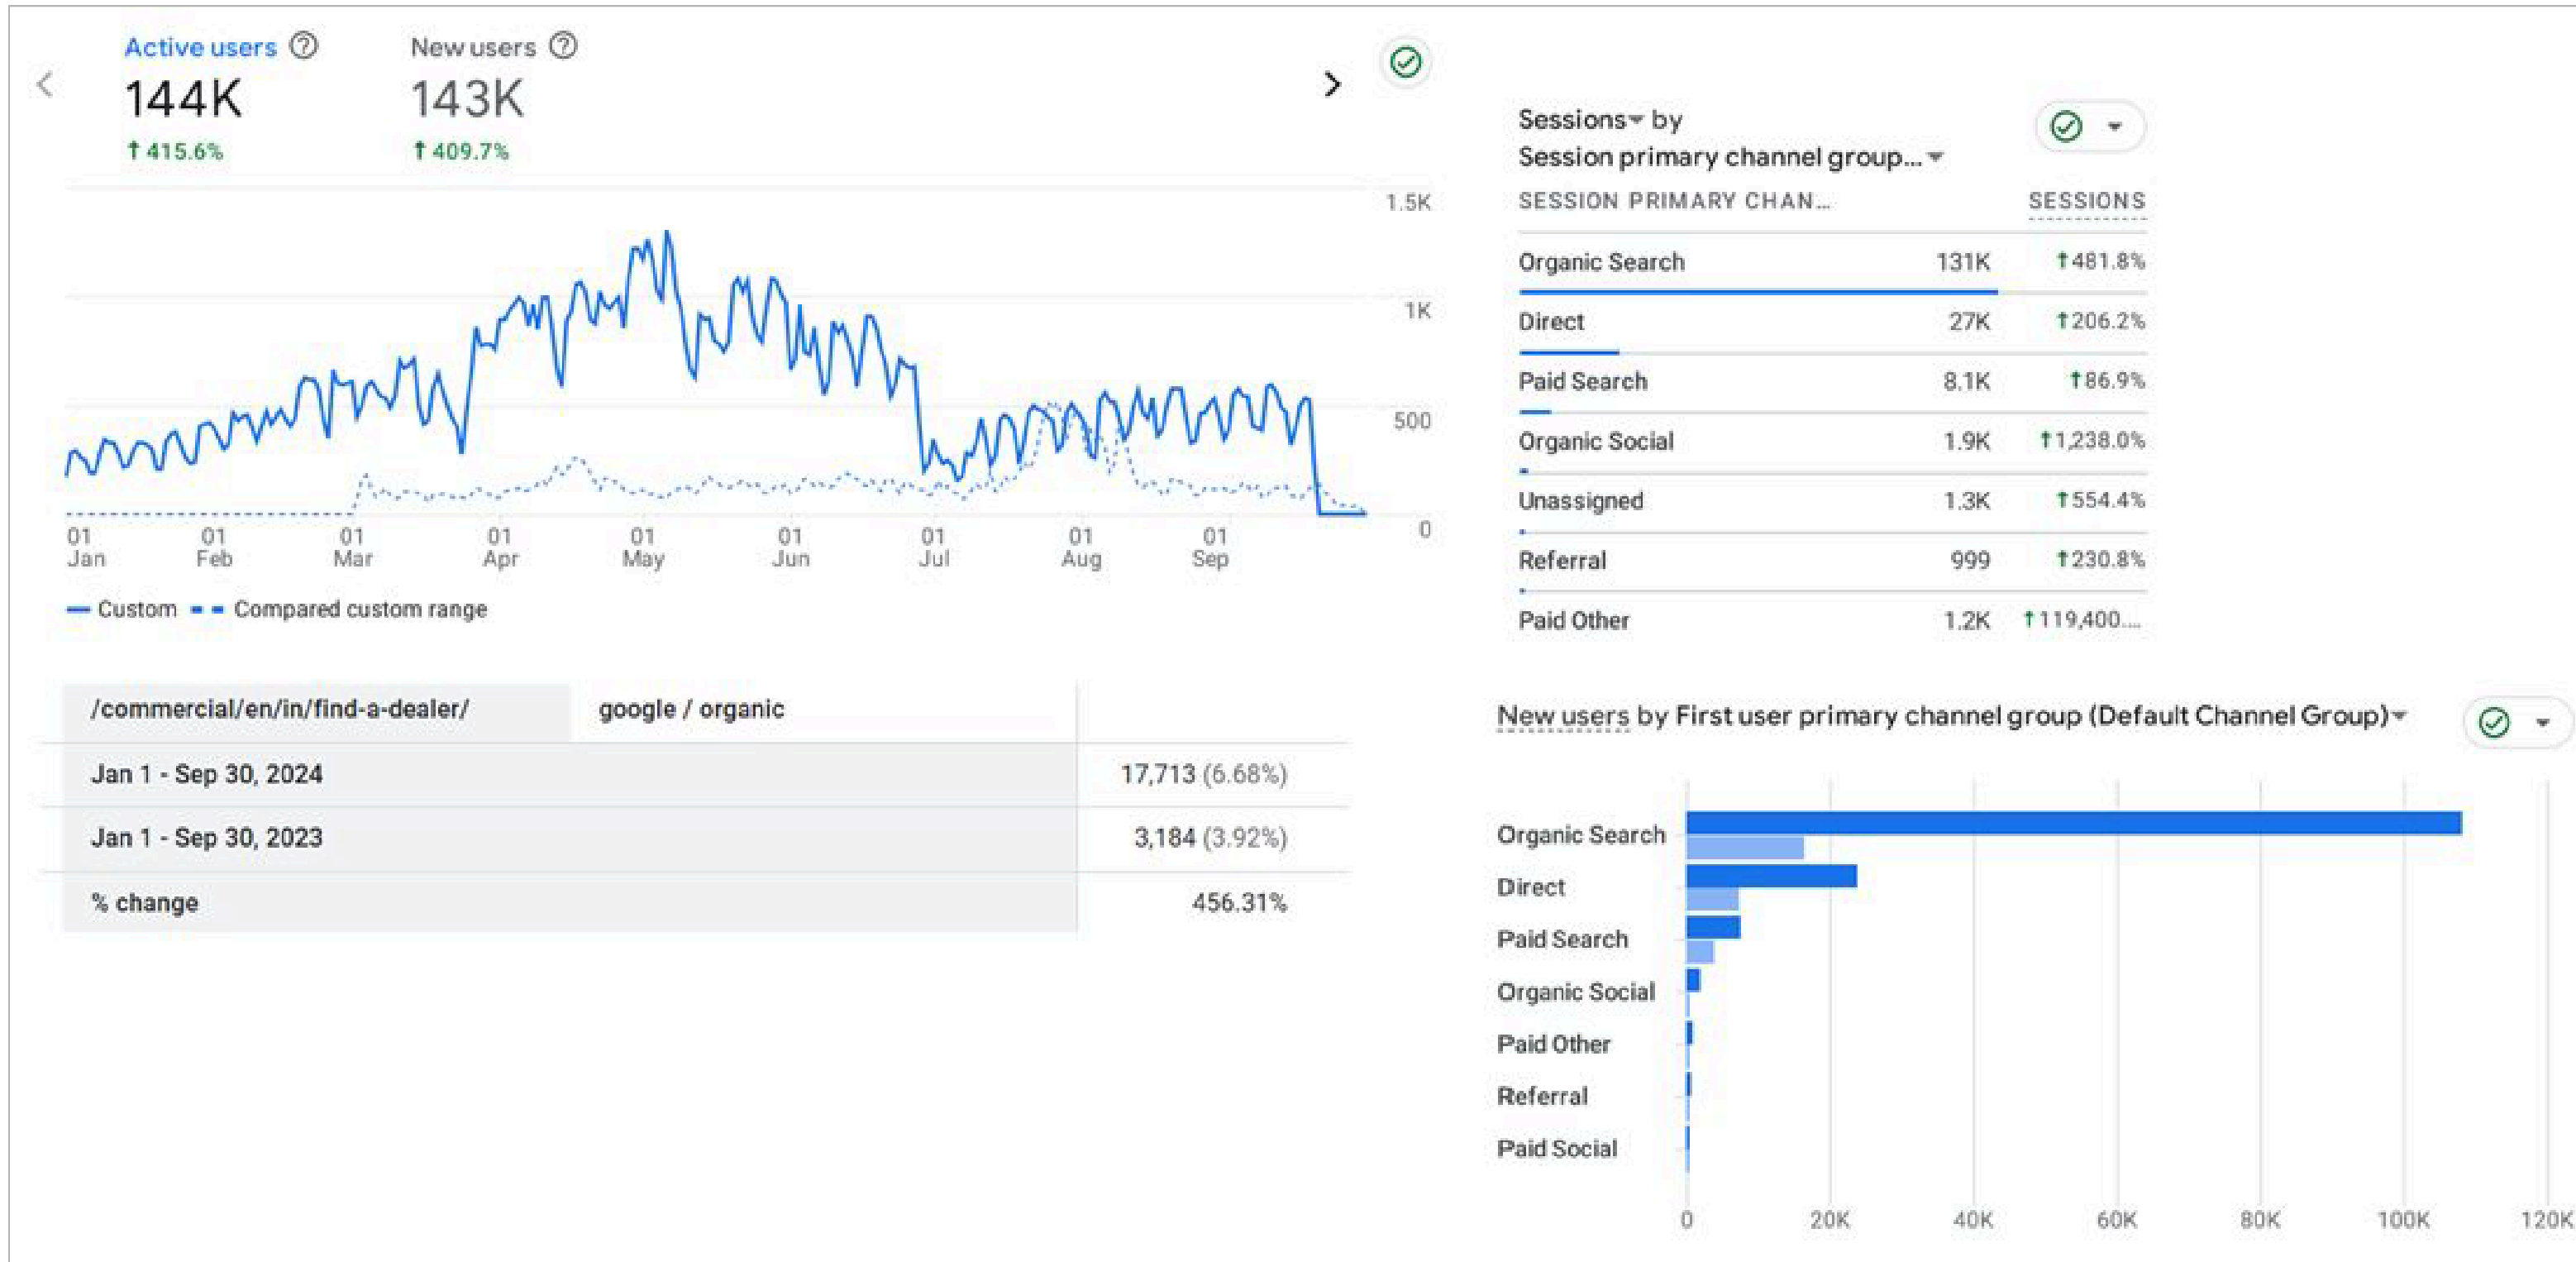 Active users
144K
↑ 415.6%
New users
143K
↑ 409.7%
1.5K
1K
500
0
01 Jan
01 Feb
01 Mar
01 Apr
01 May
01 Jun
01 Jul
01 Aug
01 Sep
Custom
Compared custom range
Sessions by
Session primary channel group...
SESSION PRIMARY CHAN... SESSIONS
Organic Search 131K ↑481.8%
Direct 27K ↑206.2%
Paid Search 8.1K ↑86.9%
Organic Social 1.9K ↑1,238.0%
Unassigned 1.3K ↑554.4%
Referral 999 ↑230.8%
Paid Other 1.2K ↑119,400....
/commercial/en/in/find-a-dealer/ google / organic
Jan 1 - Sep 30, 2024 17,713 (6.68%)
Jan 1 - Sep 30, 2023 3,184 (3.92%)
% change 456.31%
New users by First user primary channel group (Default Channel Group)
Organic Search
Direct
Paid Search
Organic Social
Paid Other
Referral
Paid Social
0 20K 40K 60K 80K 100K 120K